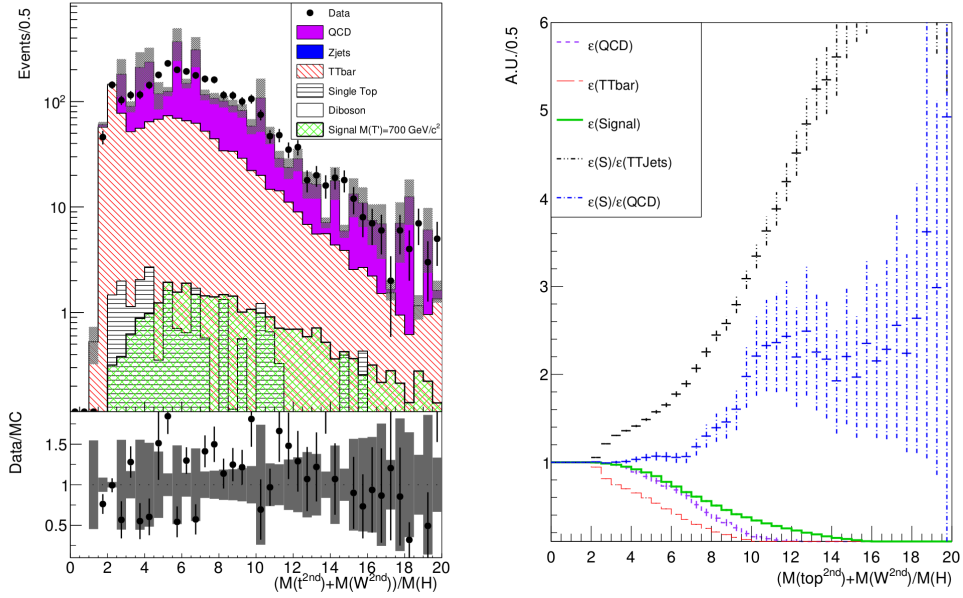 Events/0.5
10²
10
1
Data
QCD
Zjets
TTbar
Single Top
Diboson
Signal M(T')=700 GeV/c²
Data/MC
1.5
1
0.5
0 2 4 6 8 10 12 14 16 18 20
(M(t^2nd)+M(W^2nd))/M(H)
A.U./0.5
6
5
4
3
2
1
ε(QCD)
ε(TTbar)
ε(Signal)
ε(S)/ε(TTJets)
ε(S)/ε(QCD)
0 2 4 6 8 10 12 14 16 18 20
(M(top^2nd)+M(W^2nd)/M(H)